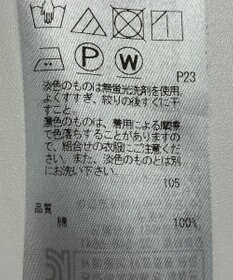 P
W
P23
淡色のものは無蛍光洗剤を使用
よくすすぎ、絞りの後すぐに干
すこと。
濃色のものは、着用による摩擦
で色落ちすることがありますの
で、組合せの衣服にご注意くだ
さい。また、淡色のものとは別
にお洗い下さい。
105
品質
綿 100%